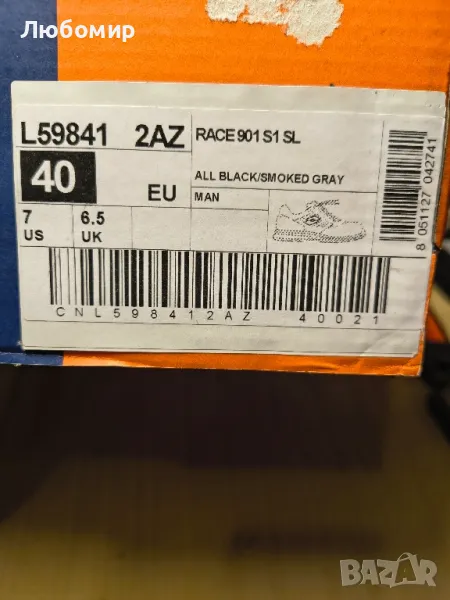 Любомир
L59841 2AZ RACE 901 S1 SL
40 EU
ALL BLACK/SMOKED GRAY
MAN
7 6.5
US UK
8 051127 042741
CNL598412AZ 40021
BAZAR